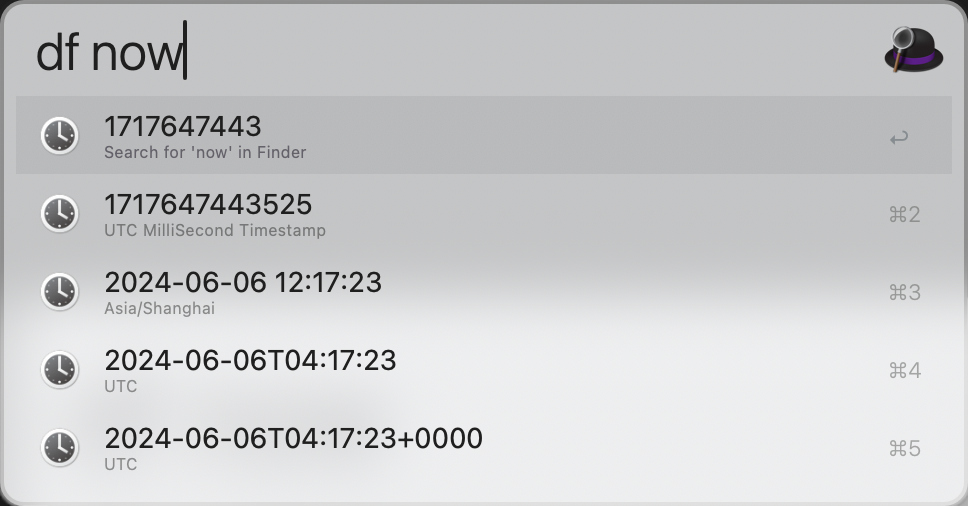 df now
1717647443
Search for 'now' in Finder
↩
1717647443525
UTC MilliSecond Timestamp
⌘2
2024-06-06 12:17:23
Asia/Shanghai
⌘3
2024-06-06T04:17:23
UTC
⌘4
2024-06-06T04:17:23+0000
UTC
⌘5